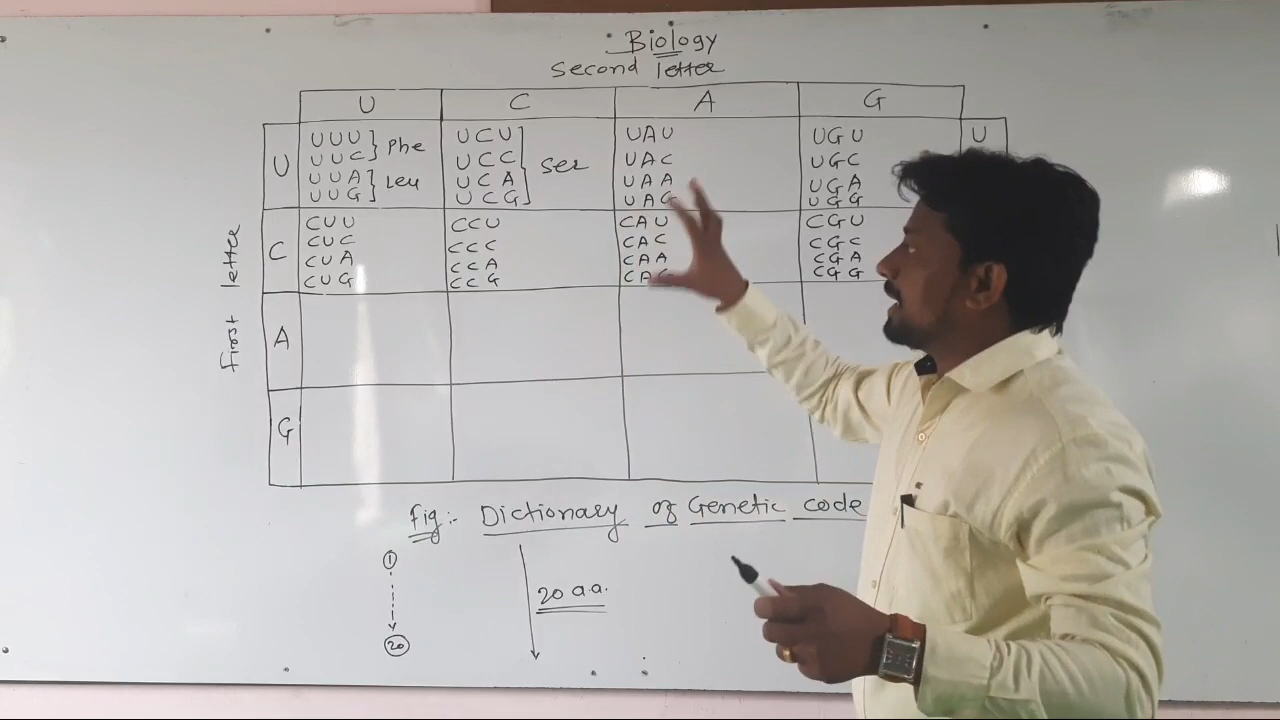 Biology
Second letter
U C A G
U UUU UCU UAU UGU U
UUC Phe UCC Ser UAC UGC
UUA UCA UAA UGA
UUG Leu UCG UAG UGG
C CUU CCU CAU CGU
CUC CCC CAC CGC
CUA CCA CAA CGA
CUG CCG CAG CGG
A
G
First letter
Fig:- Dictionary of Genetic code
1
20 a.a.
20